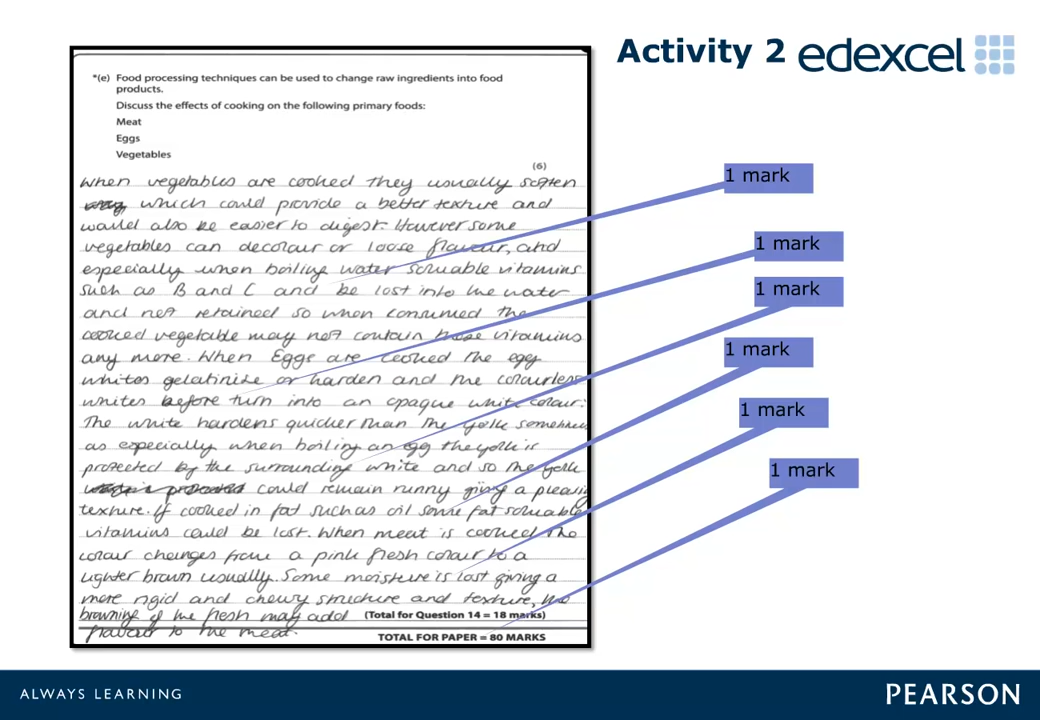 Activity 2 edexcel
*(e) Food processing techniques can be used to change raw ingredients into food
products.
Discuss the effects of cooking on the following primary foods:
Meat
Eggs
Vegetables
(6)
When vegetables are cooked they usually soften
which could provide a better texture and
would also be easier to digest. However some
vegetables can decolour or loose flavour, and
especially when boiling water soluable vitamins
such as B and C and be lost into the water
and not retained so when consumed the
cooked vegetable may not contain these vitamins
any more. When Eggs are cooked the egg
whites gelatinize or harden and the colourless
whites before turn into an opaque white colour.
The white hardens quicker than the yolk sometimes
as especially when boiling an egg the yolk is
protected by the surrounding white and so the yolk
could remain runny giving a pleasing
texture. If cooked in fat such as oil some fat soluable
vitamins could be lost. When meat is cooked the
colour changes from a pink fresh colour to a
lighter brown usually. Some moisture is lost giving a
more rigid and chewy structure and texture, the
browning of the flesh may add (Total for Question 14 = 18 marks)
flavour to the meat.
TOTAL FOR PAPER = 80 MARKS
1 mark
1 mark
1 mark
1 mark
1 mark
1 mark
ALWAYS LEARNING
PEARSON